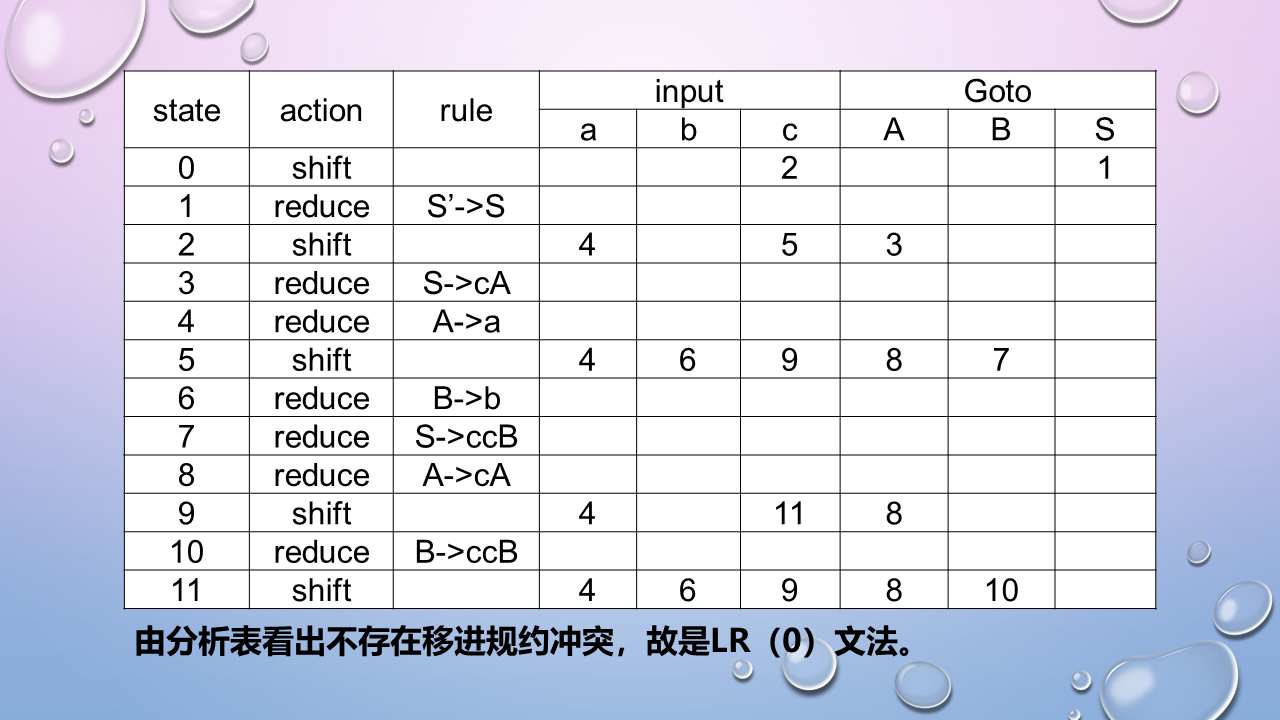 state action rule input Goto
a b c A B S
0 shift 2 1
1 reduce S’->S
2 shift 4 5 3
3 reduce S->cA
4 reduce A->a
5 shift 4 6 9 8 7
6 reduce B->b
7 reduce S->ccB
8 reduce A->cA
9 shift 4 11 8
10 reduce B->ccB
11 shift 4 6 9 8 10
由分析表看出不存在移进规约冲突，故是LR（0）文法。